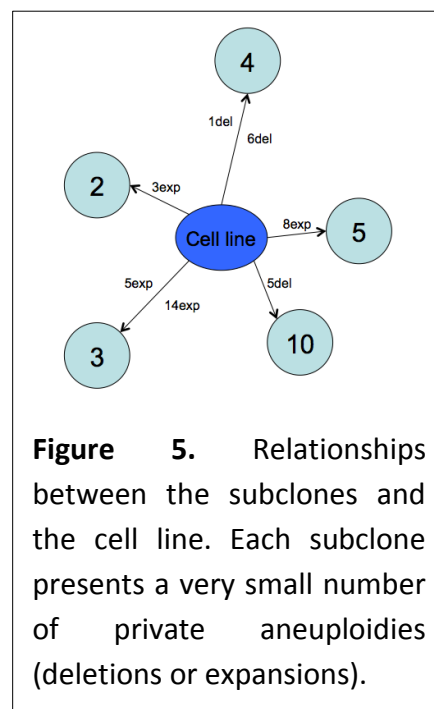 4
1del
6del
2
3exp
Cell line
8exp
5
5exp
5del
14exp
3
10
Figure 5. Relationships
between the subclones and
the cell line. Each subclone
presents a very small number
of private aneuploidies
(deletions or expansions).